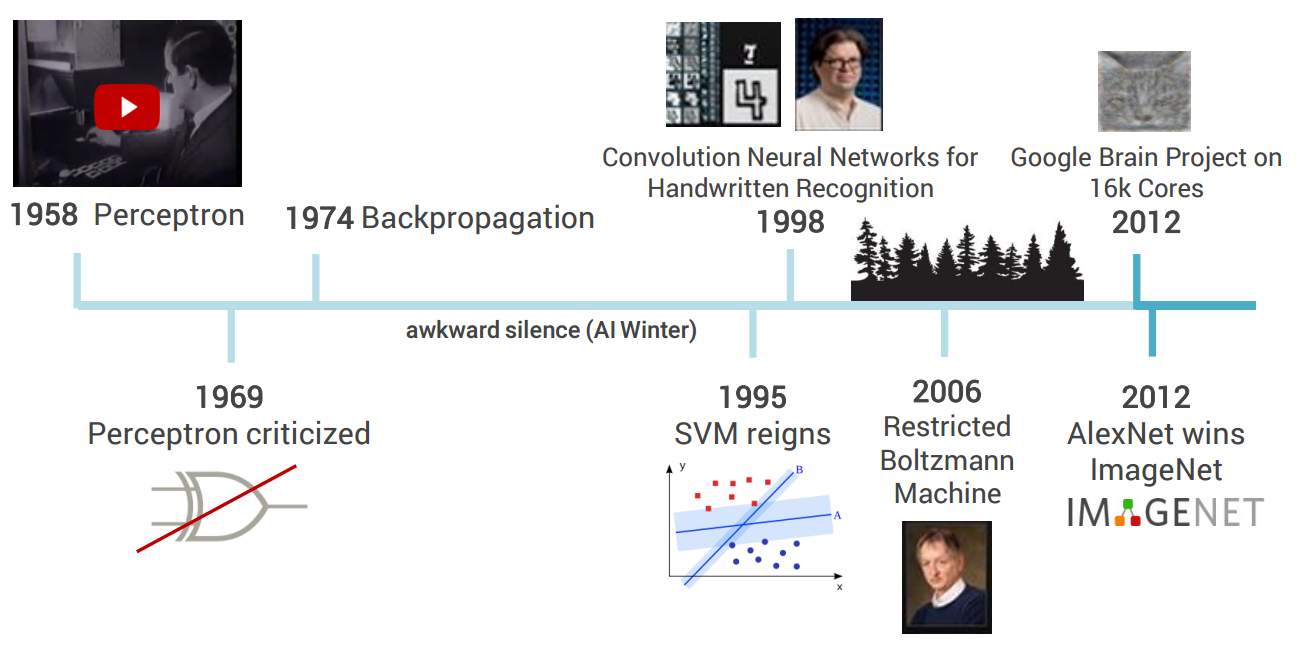 1958 Perceptron
1974 Backpropagation
Convolution Neural Networks for
Handwritten Recognition
1998
Google Brain Project on
16k Cores
2012
awkward silence (AI Winter)
1969
Perceptron criticized
1995
SVM reigns
y
B
A
x
2006
Restricted
Boltzmann
Machine
2012
AlexNet wins
ImageNet
IMAGENET
4